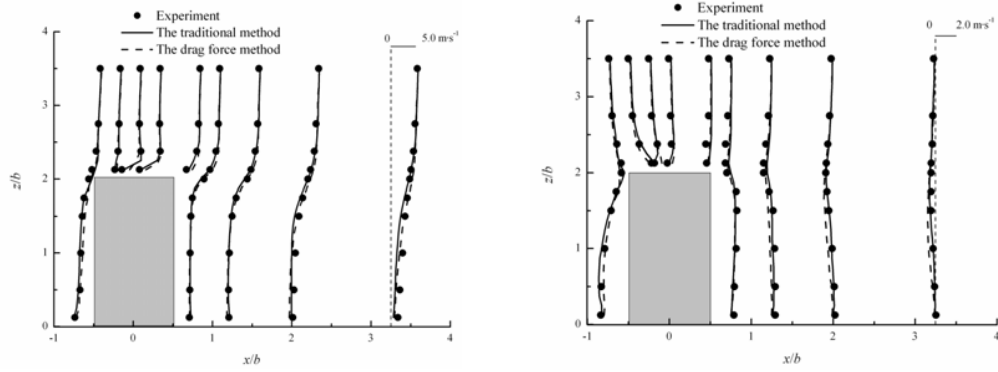 Experiment
The traditional method
The drag force method
0
5.0 m·s-1
4
3
2
1
0
z/b
-1
0
1
2
3
4
x/b
Experiment
The traditional method
The drag force method
0
2.0 m·s-1
4
3
2
1
0
z/b
-1
0
1
2
3
4
x/b